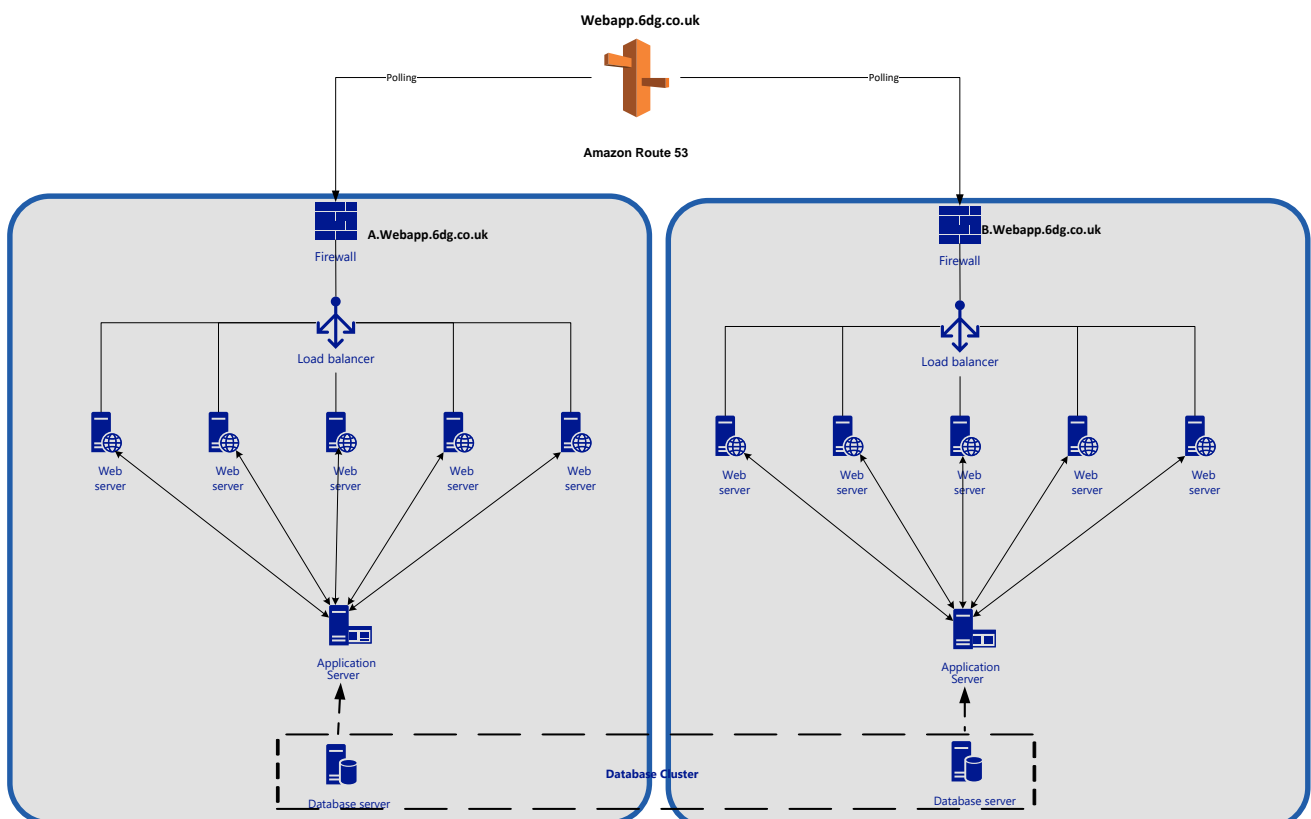 Webapp.6dg.co.uk
Polling
Polling
Amazon Route 53
A.Webapp.6dg.co.uk
Firewall
B.Webapp.6dg.co.uk
Firewall
Load balancer
Load balancer
Web
server
Web
server
Web
server
Web
server
Web
server
Web
server
Web
server
Web
server
Web
server
Web
server
Application
Server
Application
Server
Database Cluster
Database server
Database server